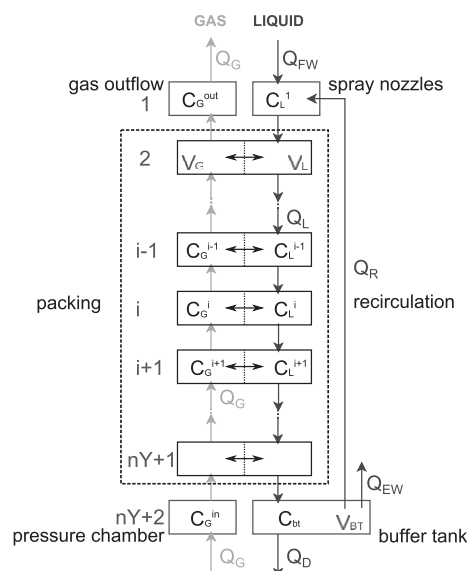 GAS LIQUID
Q_G Q_FW
gas outflow spray nozzles
1 C_G^out C_L^1
2 V_G V_L
Q_L
i-1 C_G^i-1 C_L^i-1
Q_R
packing i C_G^i C_L^i recirculation
i+1 C_G^i+1 C_L^i+1
Q_G
nY+1
Q_EW
nY+2 C_G^in C_bt V_BT
pressure chamber buffer tank
Q_G Q_D